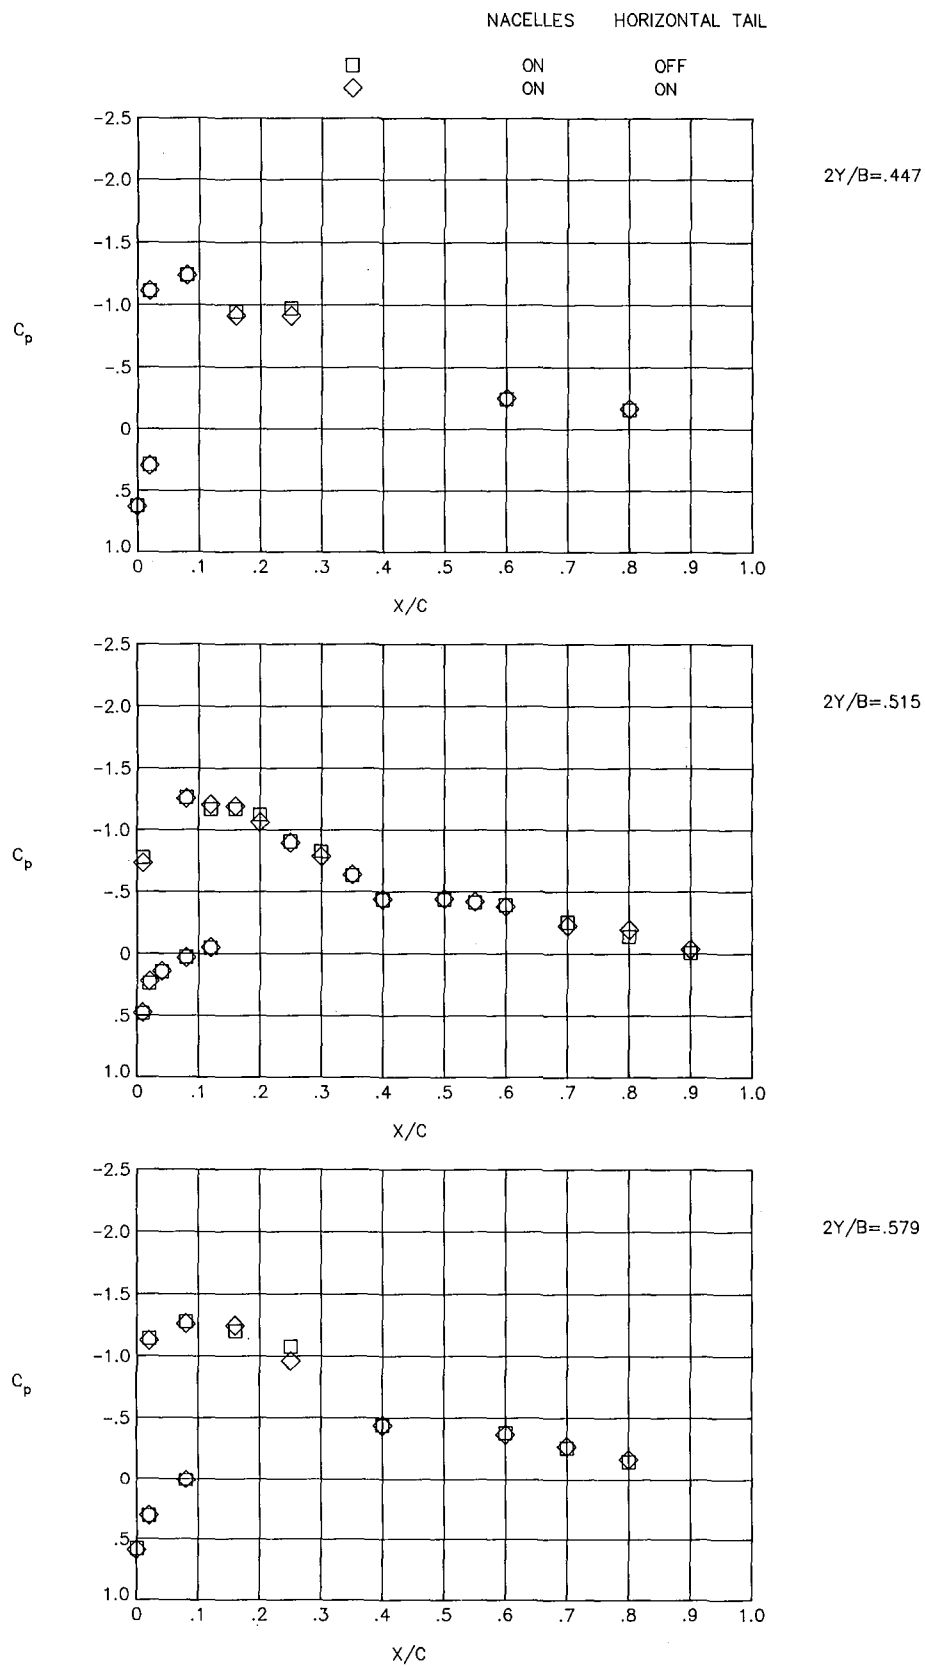 NACELLES HORIZONTAL TAIL
ON OFF
ON ON
-2.5
-2.0
2Y/B=.447
-1.5
-1.0
Cp
-.5
0
.5
1.0
0 .1 .2 .3 .4 .5 .6 .7 .8 .9 1.0
X/C
-2.5
-2.0
2Y/B=.515
-1.5
-1.0
Cp
-.5
0
.5
1.0
0 .1 .2 .3 .4 .5 .6 .7 .8 .9 1.0
X/C
-2.5
-2.0
2Y/B=.579
-1.5
-1.0
Cp
-.5
0
.5
1.0
0 .1 .2 .3 .4 .5 .6 .7 .8 .9 1.0
X/C